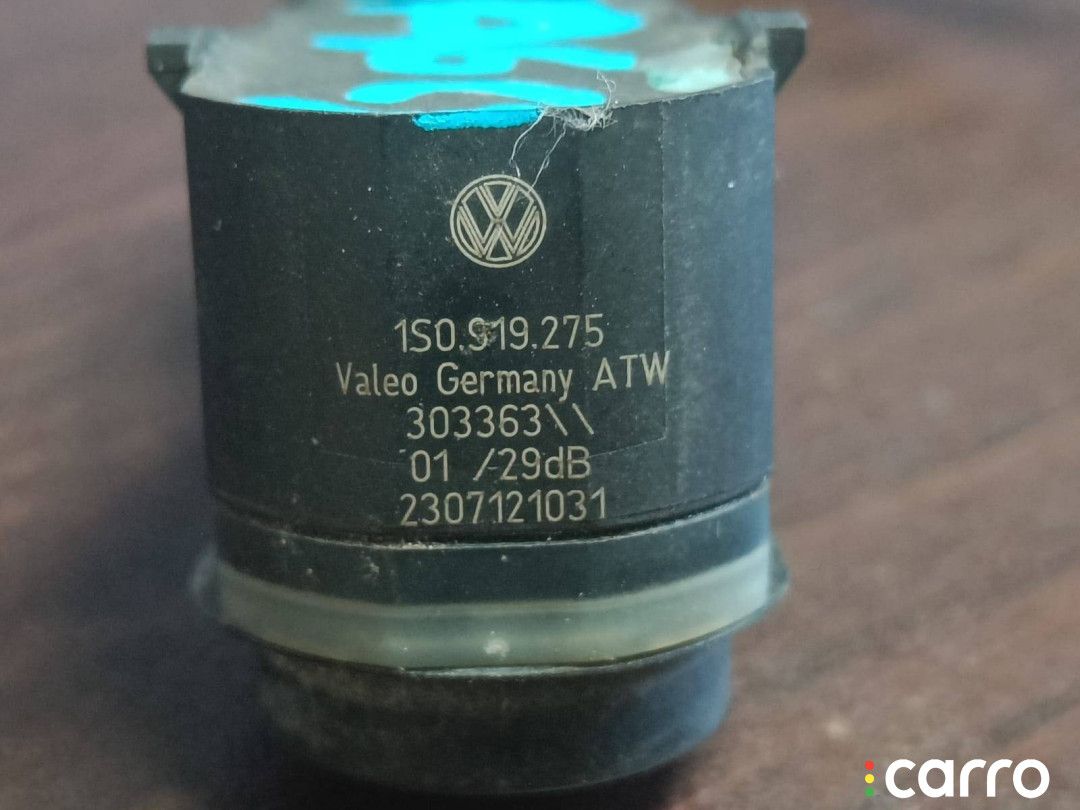 1S0.919.275
Valeo Germany ATW
303363\\
01 /29dB
2307121031
carro